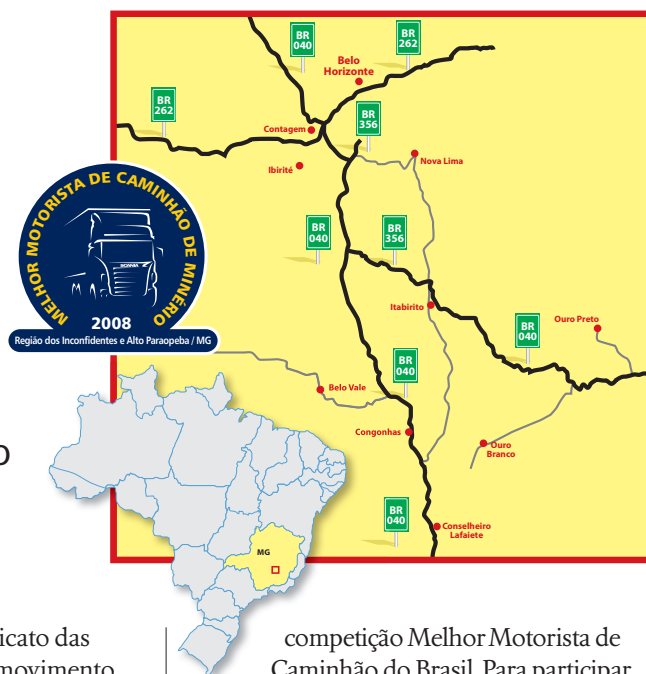 BR
040
BR
262
Belo
Horizonte
BR
262
BR
356
Contagem
Nova Lima
Ibirité
MELHOR MOTORISTA DE CAMINHÃO DE MINÉRIO
SCANIA
2008
Região dos Inconfidentes e Alto Paraopeba / MG
BR
040
BR
356
Itabirito
Ouro Preto
BR
040
BR
040
Belo Vale
Congonhas
Ouro
Branco
BR
040
Conselheiro
Lafaiete
MG
O
icato das
movimento
competição Melhor Motorista de
Caminhão do Brasil. Para participar